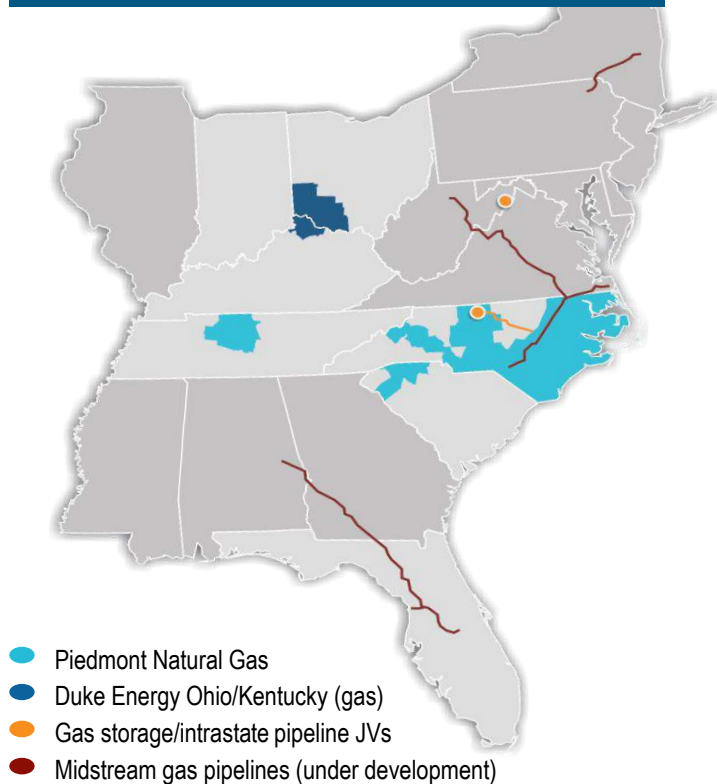 Piedmont Natural Gas
Duke Energy Ohio/Kentucky (gas)
Gas storage/intrastate pipeline JVs
Midstream gas pipelines (under development)